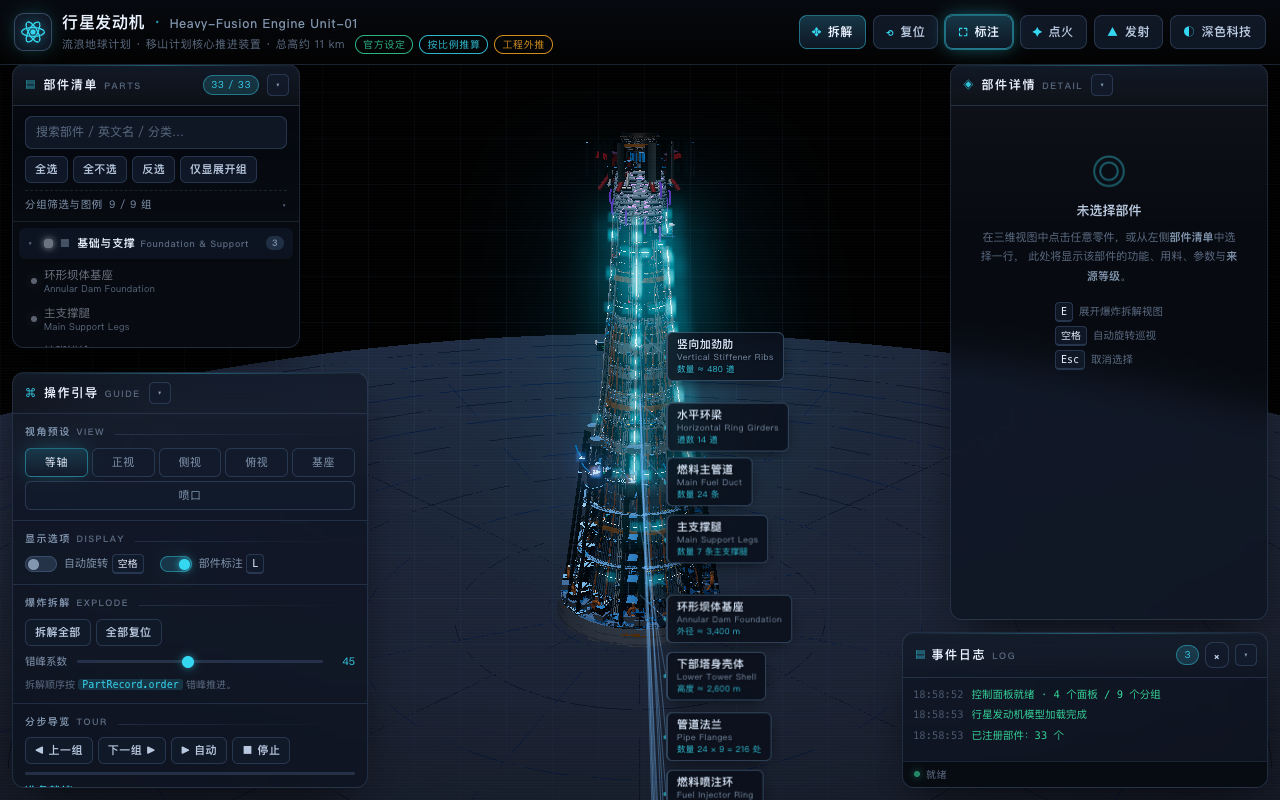 行星发动机 · Heavy-Fusion Engine Unit-01
流浪地球计划 · 移山计划核心推进装置 · 总高约 11 km 官方设定 按比例推算 工程外推
拆解 复位 标注 点火 发射 深色科技
部件清单 PARTS 33 / 33
搜索部件 / 英文名 / 分类...
全选 全不选 反选 仅显展开组
分组筛选与图例 9 / 9 组
基础与支撑 Foundation & Support 3
环形坝体基座
Annular Dam Foundation
主支撑腿
Main Support Legs
操作引导 GUIDE
视角预设 VIEW
等轴 正视 侧视 俯视 基座
喷口
显示选项 DISPLAY
自动旋转 空格 部件标注 L
爆炸拆解 EXPLODE
拆解全部 全部复位
错峰系数 45
拆解顺序按 PartRecord.order 错峰推进。
分步导览 TOUR
◀ 上一组 下一组 ▶ ▶ 自动 ■ 停止
竖向加劲肋
Vertical Stiffener Ribs
数量 ≈ 480 道
水平环梁
Horizontal Ring Girders
道数 14 道
燃料主管道
Main Fuel Duct
数量 24 条
主支撑腿
Main Support Legs
数量 7 条主支撑腿
环形坝体基座
Annular Dam Foundation
外径 ≈ 3,400 m
下部塔身壳体
Lower Tower Shell
高度 ≈ 2,600 m
管道法兰
Pipe Flanges
数量 24 × 9 = 216 处
燃料喷注环
Fuel Injector Ring
部件详情 DETAIL
未选择部件
在三维视图中点击任意零件，或从左侧部件清单中选
择一行， 此处将显示该部件的功能、用料、参数与来
源等级。
E 展开爆炸拆解视图
空格 自动旋转巡视
Esc 取消选择
事件日志 LOG 3 ×
18:58:52 控制面板就绪 · 4 个面板 / 9 个分组
18:58:53 行星发动机模型加载完成
18:58:53 已注册部件: 33 个
就绪